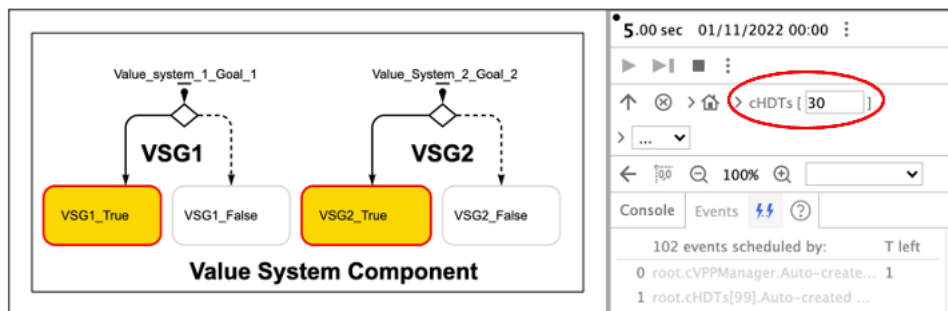 Value_system_1_Goal_1
Value_System_2_Goal_2
VSG1
VSG2
VSG1_True
VSG1_False
VSG2_True
VSG2_False
Value System Component
5.00 sec 01/11/2022 00:00
> cHDTs [ 30 ]
> ...
100%
Console Events ?
102 events scheduled by: T left
0 root.cVPPManager.Auto-create... 1
1 root.cHDTs[99].Auto-created ...